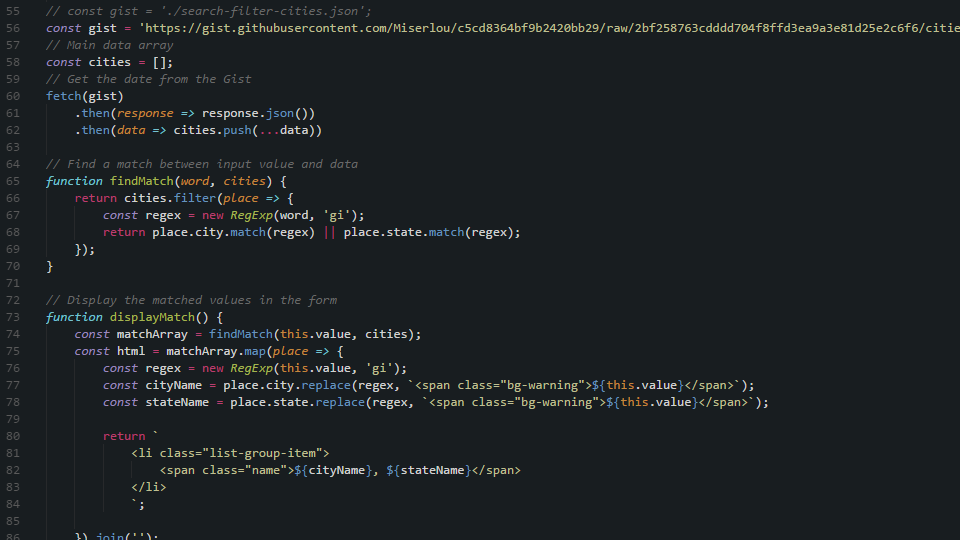 55 // const gist = './search-filter-cities.json';
56 const gist = 'https://gist.githubusercontent.com/Miserlou/c5cd8364bf9b2420bb29/raw/2bf258763cdddd704f8ffd3ea9a3e81d25e2c6f6/citie
57 // Main data array
58 const cities = [];
59 // Get the date from the Gist
60 fetch(gist)
61 .then(response => response.json())
62 .then(data => cities.push(...data))
63
64 // Find a match between input value and data
65 function findMatch(word, cities) {
66 return cities.filter(place => {
67 const regex = new RegExp(word, 'gi');
68 return place.city.match(regex) || place.state.match(regex);
69 });
70 }
71
72 // Display the matched values in the form
73 function displayMatch() {
74 const matchArray = findMatch(this.value, cities);
75 const html = matchArray.map(place => {
76 const regex = new RegExp(this.value, 'gi');
77 const cityName = place.city.replace(regex, `<span class="bg-warning">${this.value}</span>`);
78 const stateName = place.state.replace(regex, `<span class="bg-warning">${this.value}</span>`);
79
80 return `
81 <li class="list-group-item">
82 <span class="name">${cityName}, ${stateName}</span>
83 </li>
84 `;
85
86 }).join('');